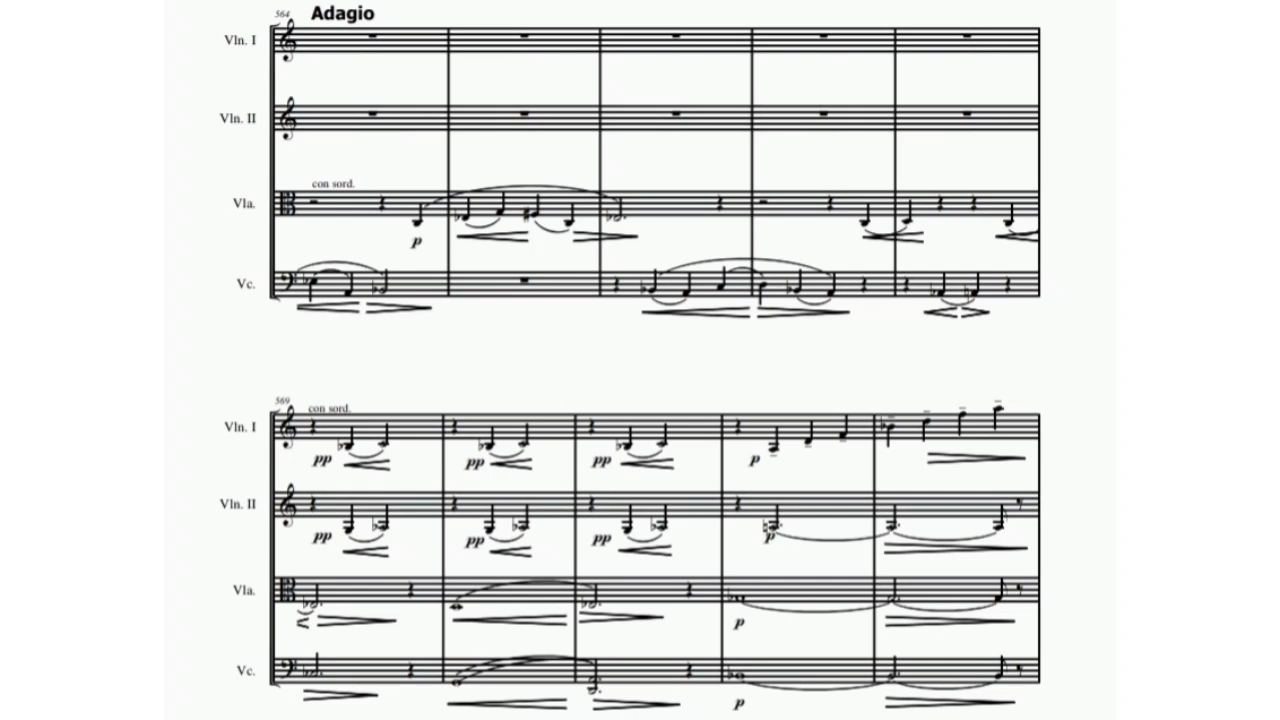 564 Adagio
Vln. I
Vln. II
con sord.
Vla.
p
Vc.
569 con sord.
Vln. I
pp pp pp p
Vln. II
pp pp pp p
Vla.
p
Vc.
p